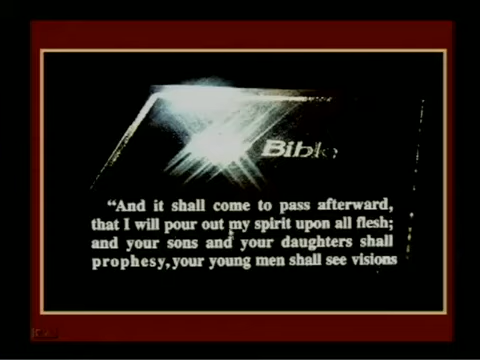 Bible
“And it shall come to pass afterward,
that I will pour out my spirit upon all flesh;
and your sons and your daughters shall
prophesy, your young men shall see visions